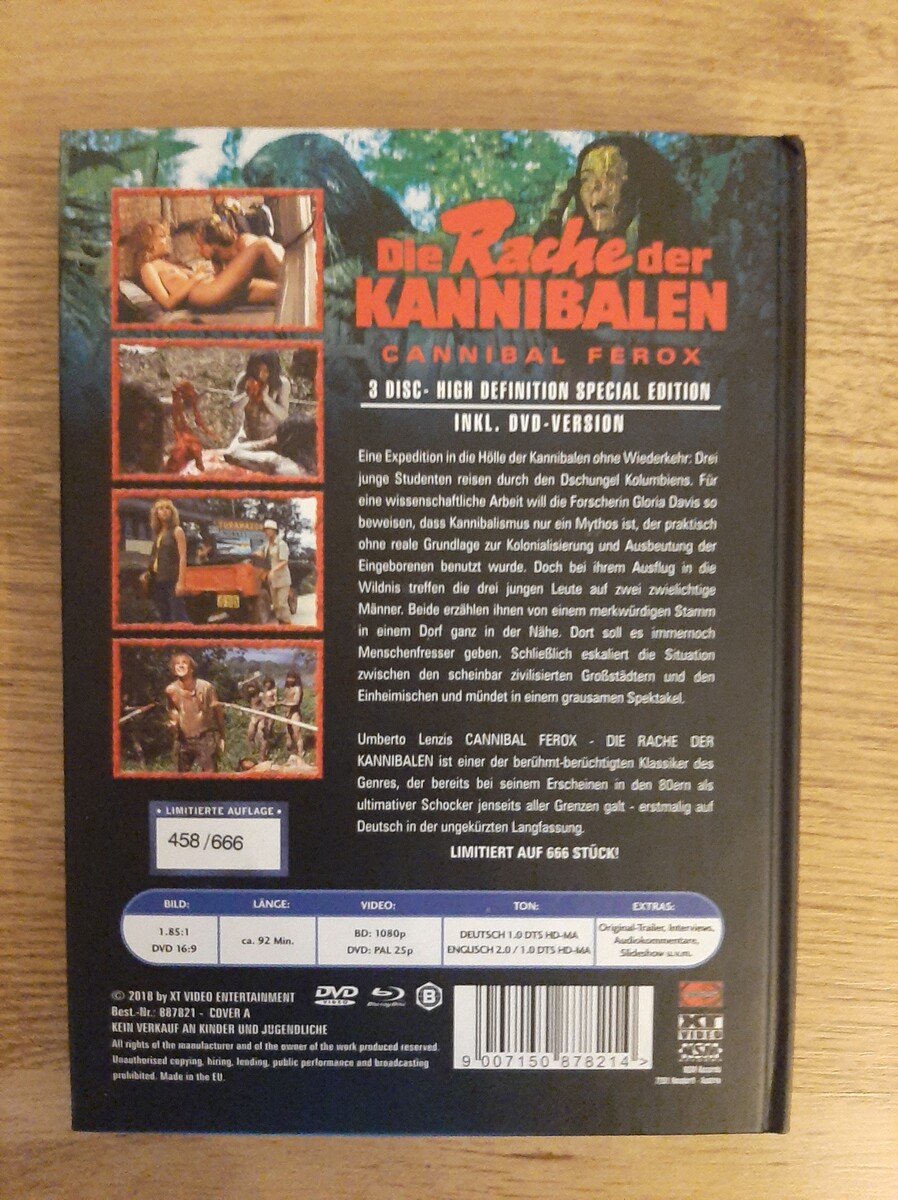 Die Rache der
KANNIBALEN
CANNIBAL FEROX
3 DISC- HIGH DEFINITION SPECIAL EDITION
INKL. DVD-VERSION
Eine Expedition in die Hölle der Kannibalen ohne Wiederkehr: Drei
junge Studenten reisen durch den Dschungel Kolumbiens. Für
eine wissenschaftliche Arbeit will die Forscherin Gloria Davis so
beweisen, dass Kannibalismus nur ein Mythos ist, der praktisch
ohne reale Grundlage zur Kolonialisierung und Ausbeutung der
Eingeborenen benutzt wurde. Doch bei ihrem Ausflug in die
Wildnis treffen die drei jungen Leute auf zwei zwielichtige
Männer. Beide erzählen ihnen von einem merkwürdigen Stamm
in einem Dorf ganz in der Nähe. Dort soll es immernoch
Menschenfresser geben. Schließlich eskaliert die Situation
zwischen den scheinbar zivilisierten Großstädtern und den
Einheimischen und mündet in einem grausamen Spektakel.
Umberto Lenzis CANNIBAL FEROX - DIE RACHE DER
KANNIBALEN ist einer der berühmt-berüchtigten Klassiker des
Genres, der bereits bei seinem Erscheinen in den 80ern als
ultimativer Schocker jenseits aller Grenzen galt - erstmalig auf
Deutsch in der ungekürzten Langfassung.
LIMITIERT AUF 666 STÜCK!
• LIMITIERTE AUFLAGE •
458/666
BILD: LÄNGE: VIDEO: TON: EXTRAS:
1.85:1
DVD 16:9
ca. 92 Min.
BD: 1080p
DVD: PAL 25p
DEUTSCH 1.0 DTS HD-MA
ENGLISCH 2.0 / 1.0 DTS HD-MA
Original-Trailer, Interviews,
Audiokommentare,
Slideshow u.v.m.
© 2018 by XT VIDEO ENTERTAINMENT
Best.-Nr.: 887821 - COVER A
KEIN VERKAUF AN KINDER UND JUGENDLICHE
All rights of the manufacturer and of the owner of the work produced reserved.
Unauthorized copying, hiring, lending, public performance and broadcasting
prohibited. Made in the EU.
DVD
VIDEO
Blu-ray Disc
B
9 007150 878214 >
XT
VIDEO